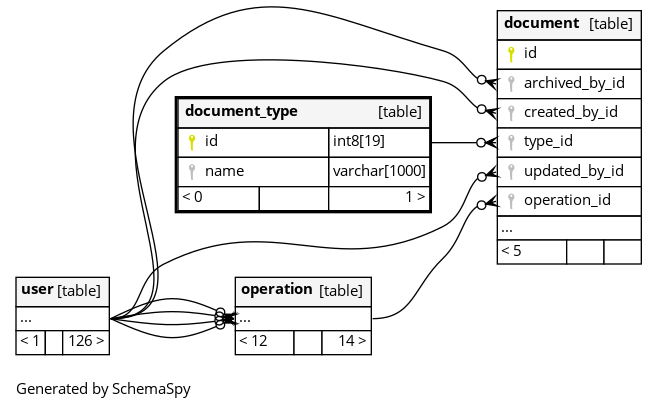 document [table]
id
archived_by_id
created_by_id
type_id
updated_by_id
operation_id
...
< 5
document_type [table]
id int8[19]
name varchar[1000]
< 0 1 >
user [table]
...
< 1 126 >
operation [table]
...
< 12 14 >
Generated by SchemaSpy